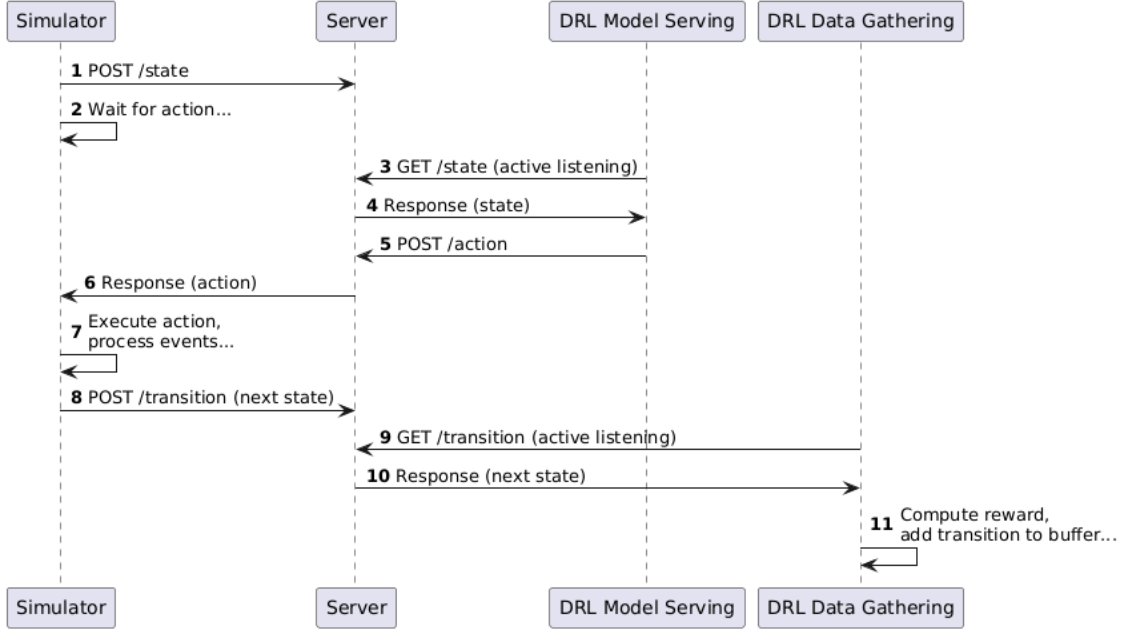 Simulator
Server
DRL Model Serving
DRL Data Gathering
1 POST /state
2 Wait for action...
3 GET /state (active listening)
4 Response (state)
5 POST /action
6 Response (action)
7 Execute action,
process events...
8 POST /transition (next state)
9 GET /transition (active listening)
10 Response (next state)
11 Compute reward,
add transition to buffer...
Simulator
Server
DRL Model Serving
DRL Data Gathering